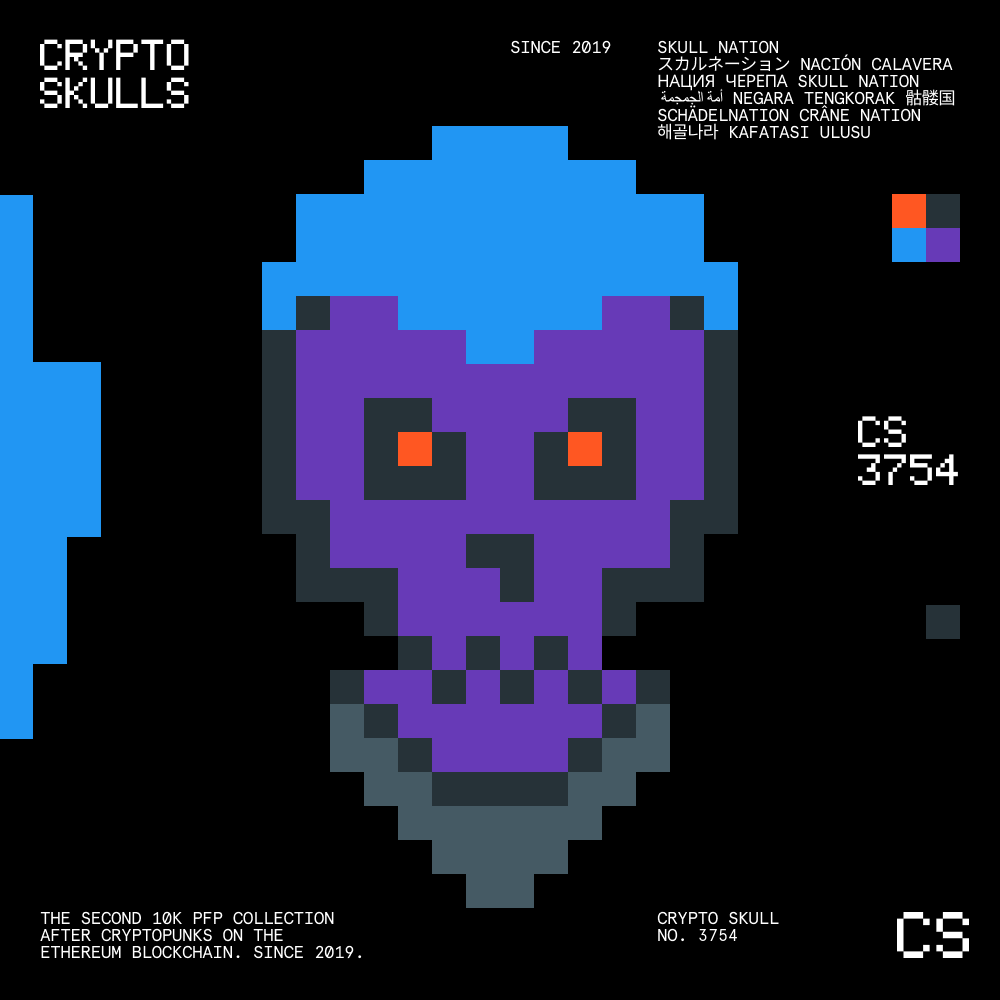 CRYPTO
SKULLS
SINCE 2019
SKULL NATION
スカルネーション NACIÓN CALAVERA
НАЦИЯ ЧЕРЕПА SKULL NATION
أمة الجمجمة NEGARA TENGKORAK 骷髅国
SCHÄDELNATION CRÂNE NATION
해골나라 KAFATASI ULUSU
CS
3754
THE SECOND 10K PFP COLLECTION
AFTER CRYPTOPUNKS ON THE
ETHEREUM BLOCKCHAIN. SINCE 2019.
CRYPTO SKULL
NO. 3754
CS